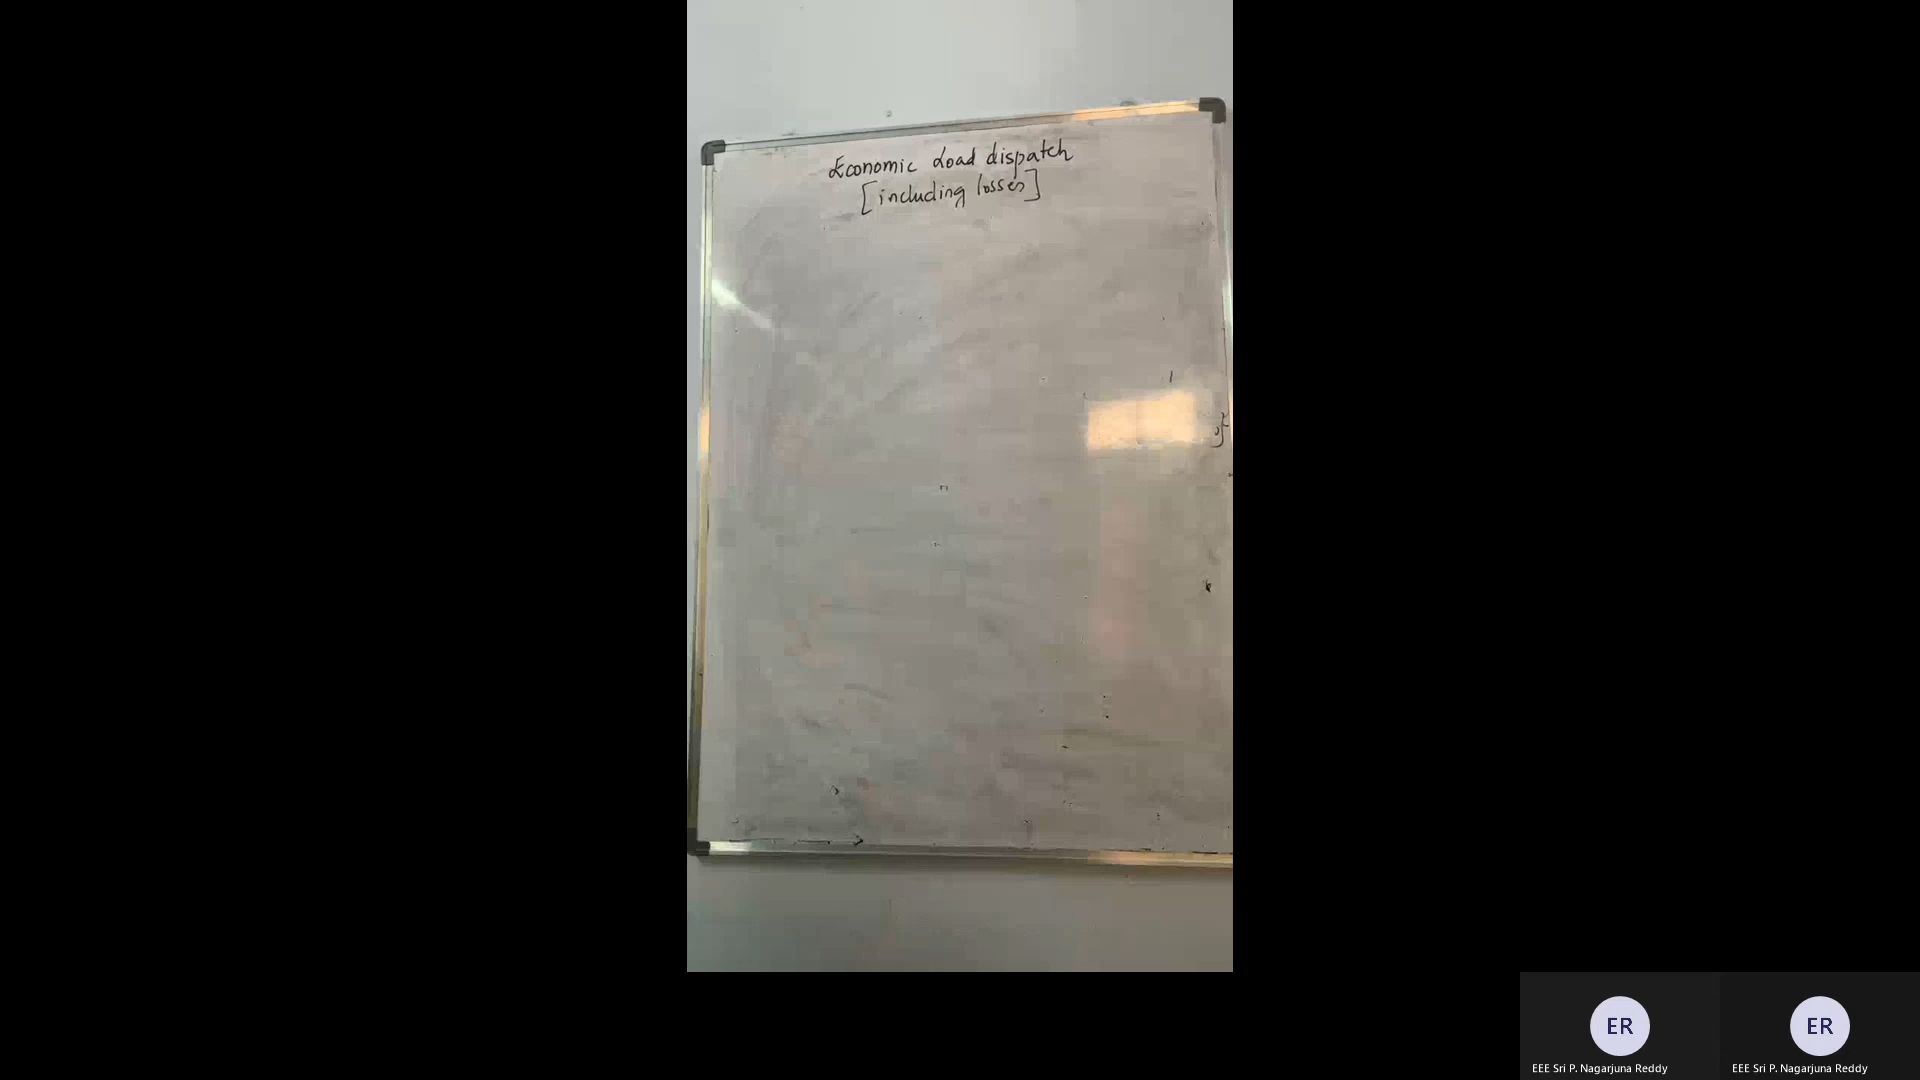 Economic Load dispatch
[including losses]
ER
ER
EEE Sri P. Nagarjuna Reddy
EEE Sri P. Nagarjuna Reddy